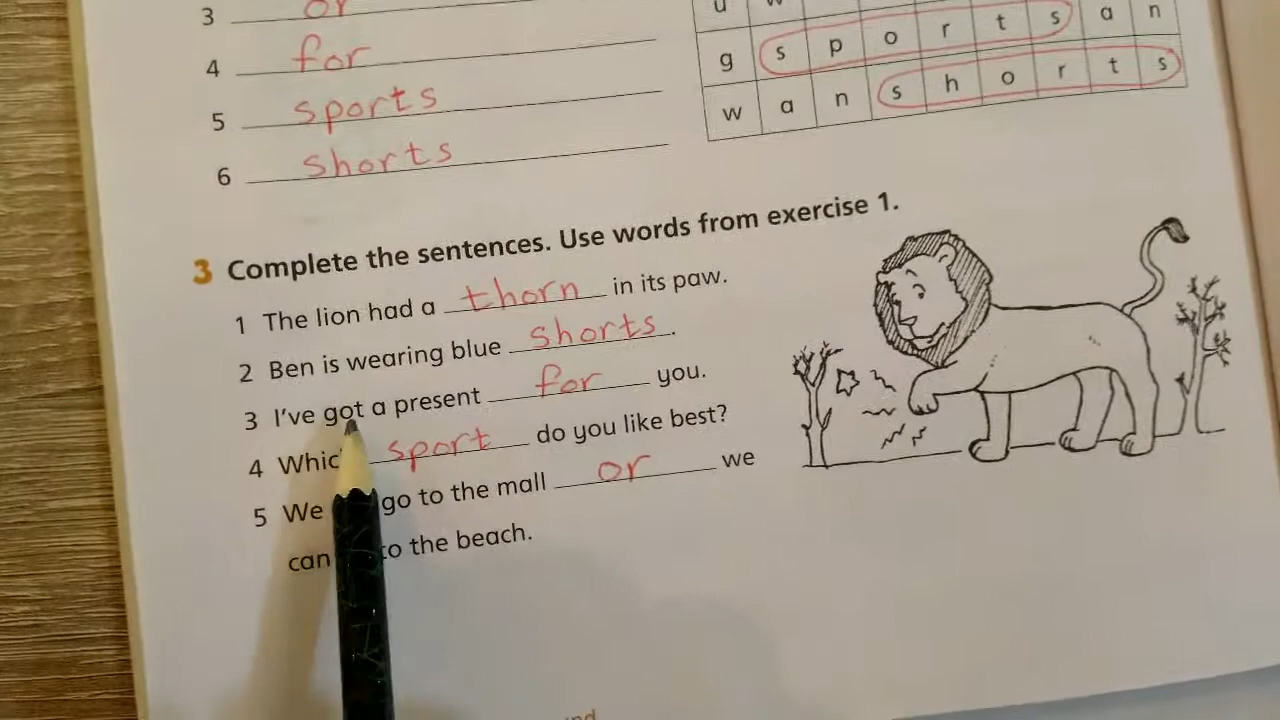 3 or
4 for
5 sports
6 shorts
u w
g s p o r t s a n
w a n s h o r t s
3 Complete the sentences. Use words from exercise 1.
1 The lion had a thorn in its paw.
2 Ben is wearing blue shorts.
3 I've got a present for you.
4 Which sport do you like best?
5 We go to the mall or we
can to the beach.